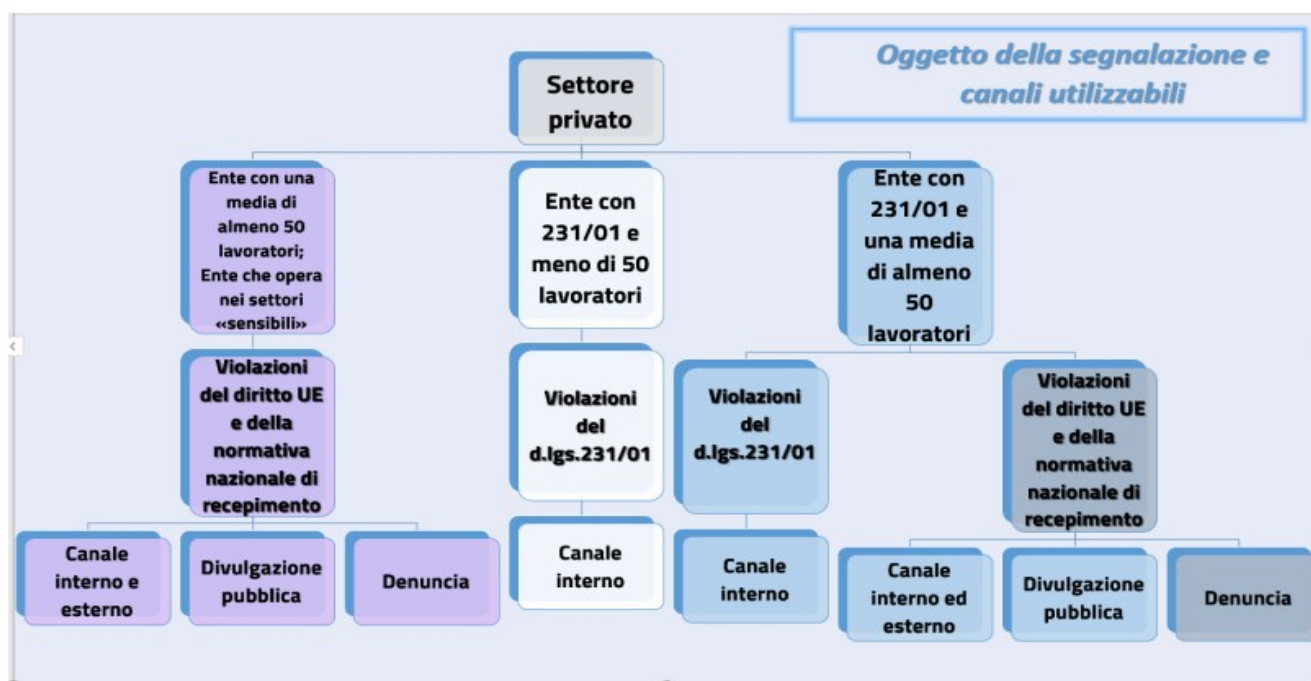 Oggetto della segnalazione e
canali utilizzabili
Settore
privato
Ente con una
media di
almeno 50
lavoratori;
Ente che opera
nei settori
«sensibili»
Ente con
231/01 e
meno di 50
lavoratori
Ente con
231/01 e
una media
di almeno
50
lavoratori
Violazioni
del diritto UE
e della
normativa
nazionale di
recepimento
Violazioni
del
d.lgs.231/01
Violazioni
del
d.lgs.231/01
Violazioni
del diritto UE
e della
normativa
nazionale di
recepimento
Canale
interno e
esterno
Divulgazione
pubblica
Denuncia
Canale
interno
Canale
interno
Canale
interno ed
esterno
Divulgazione
pubblica
Denuncia